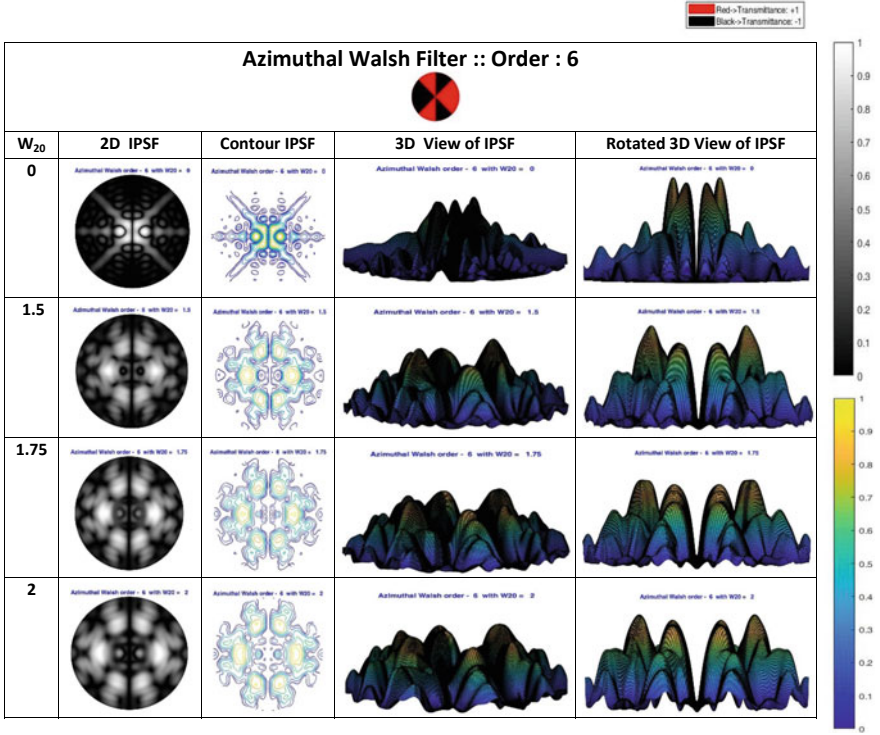 Red->Transmittance: +1
Black->Transmittance: -1
Azimuthal Walsh Filter :: Order : 6
W20 2D IPSF Contour IPSF 3D View of IPSF Rotated 3D View of IPSF
0
Azimuthal Walsh order - 6 with W20 = 0
Azimuthal Walsh order - 6 with W20 = 0
Azimuthal Walsh order - 6 with W20 = 0
Azimuthal Walsh order - 6 with W20 = 0
1.5
Azimuthal Walsh order - 6 with W20 = 1.5
Azimuthal Walsh order - 6 with W20 = 1.5
Azimuthal Walsh order - 6 with W20 = 1.5
Azimuthal Walsh order - 6 with W20 = 1.5
1.75
Azimuthal Walsh order - 6 with W20 = 1.75
Azimuthal Walsh order - 6 with W20 = 1.75
Azimuthal Walsh order - 6 with W20 = 1.75
Azimuthal Walsh order - 6 with W20 = 1.75
2
Azimuthal Walsh order - 6 with W20 = 2
Azimuthal Walsh order - 6 with W20 = 2
Azimuthal Walsh order - 6 with W20 = 2
Azimuthal Walsh order - 6 with W20 = 2
1
0.9
0.8
0.7
0.6
0.5
0.4
0.3
0.2
0.1
0
1
0.9
0.8
0.7
0.6
0.5
0.4
0.3
0.2
0.1
0